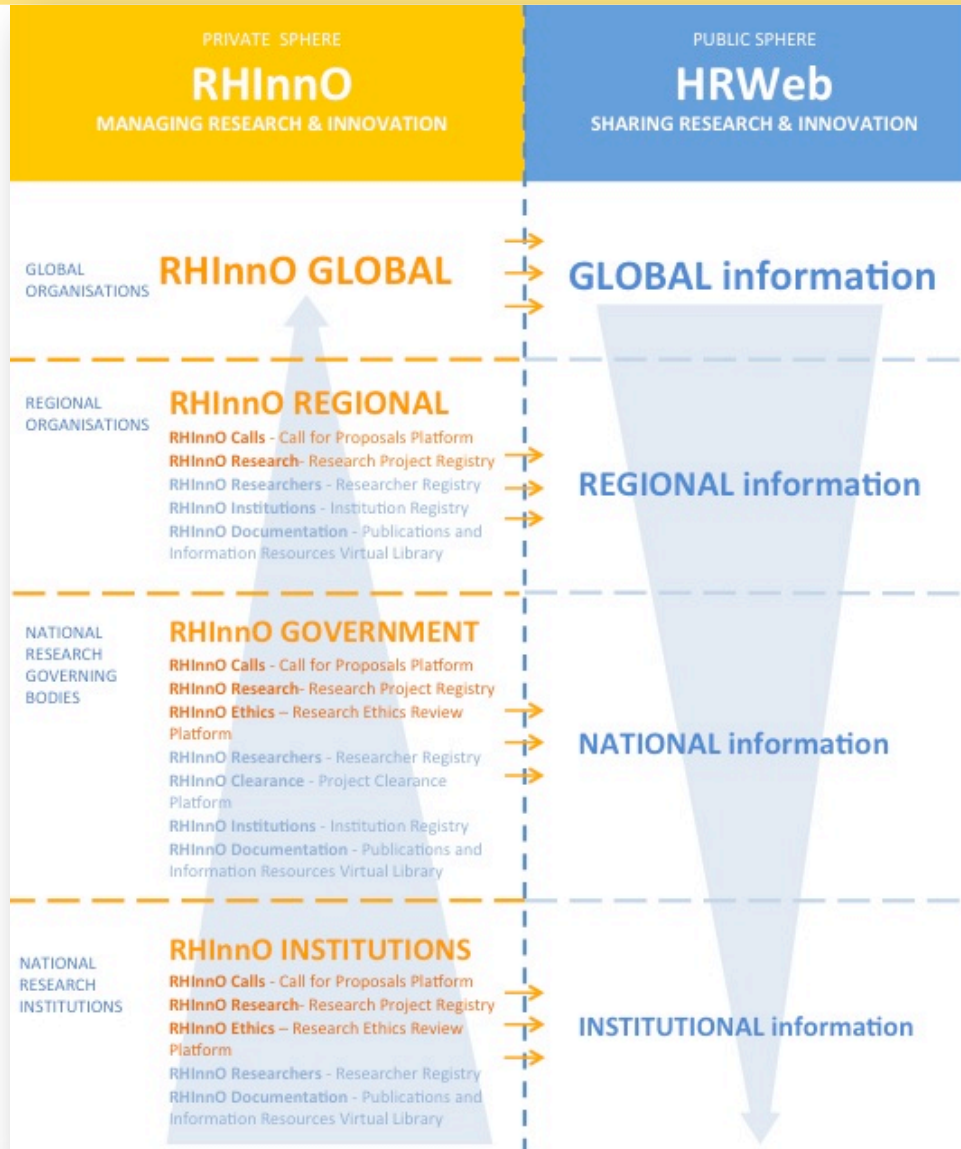 PRIVATE SPHERE
RHInnO
MANAGING RESEARCH & INNOVATION
PUBLIC SPHERE
HRWeb
SHARING RESEARCH & INNOVATION
GLOBAL
ORGANISATIONS
RHInnO GLOBAL
GLOBAL information
REGIONAL
ORGANISATIONS
RHInnO REGIONAL
RHInnO Calls - Call for Proposals Platform
RHInnO Research- Research Project Registry
RHInnO Researchers - Researcher Registry
RHInnO Institutions - Institution Registry
RHInnO Documentation - Publications and
Information Resources Virtual Library
REGIONAL information
NATIONAL
RESEARCH
GOVERNING
BODIES
RHInnO GOVERNMENT
RHInnO Calls - Call for Proposals Platform
RHInnO Research- Research Project Registry
RHInnO Ethics – Research Ethics Review
Platform
RHInnO Researchers - Researcher Registry
RHInnO Clearance - Project Clearance
Platform
RHInnO Institutions - Institution Registry
RHInnO Documentation - Publications and
Information Resources Virtual Library
NATIONAL information
NATIONAL
RESEARCH
INSTITUTIONS
RHInnO INSTITUTIONS
RHInnO Calls - Call for Proposals Platform
RHInnO Research- Research Project Registry
RHInnO Ethics – Research Ethics Review
Platform
RHInnO Researchers - Researcher Registry
RHInnO Documentation - Publications and
Information Resources Virtual Library
INSTITUTIONAL information